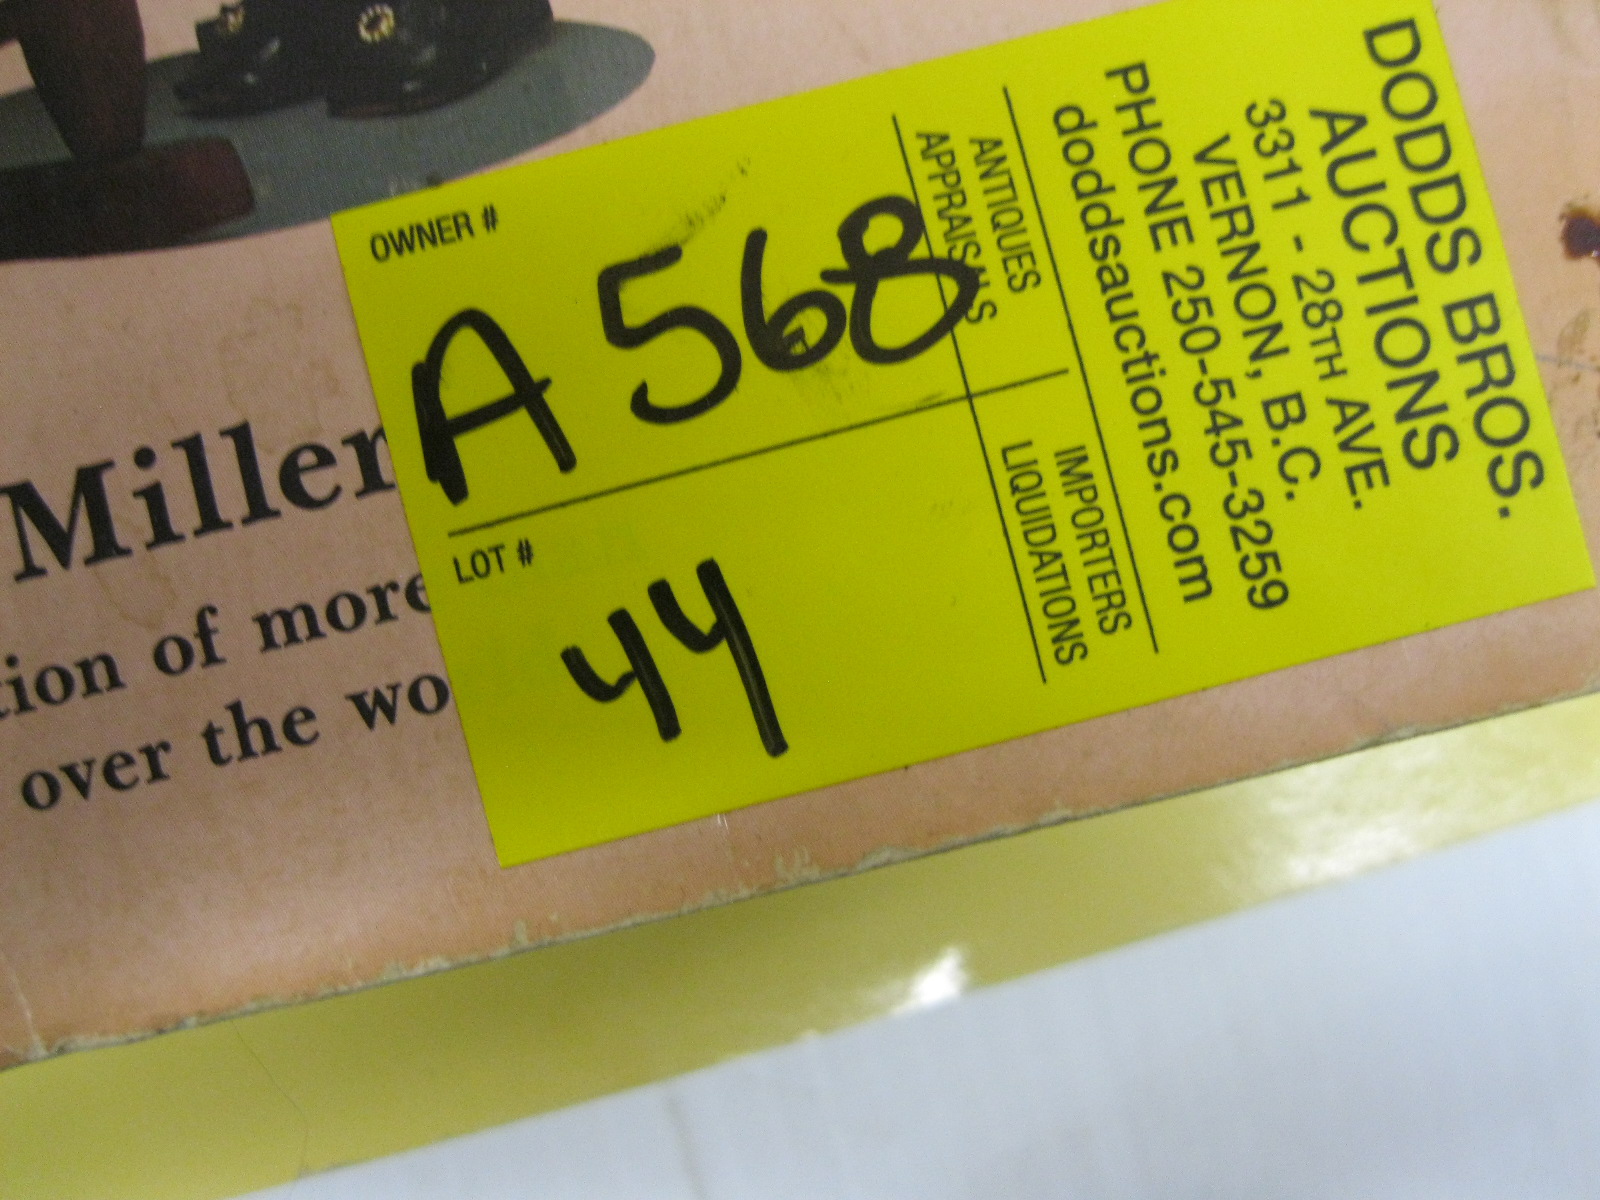 DODDS BROS.
AUCTIONS
3311 - 28TH AVE.
VERNON, B.C.
PHONE 250-545-3259
doddsauctions.com
ANTIQUES
APPRAISALS
IMPORTERS
LIQUIDATIONS
OWNER #
A 568
LOT #
44
Miller
tion of more
over the wo